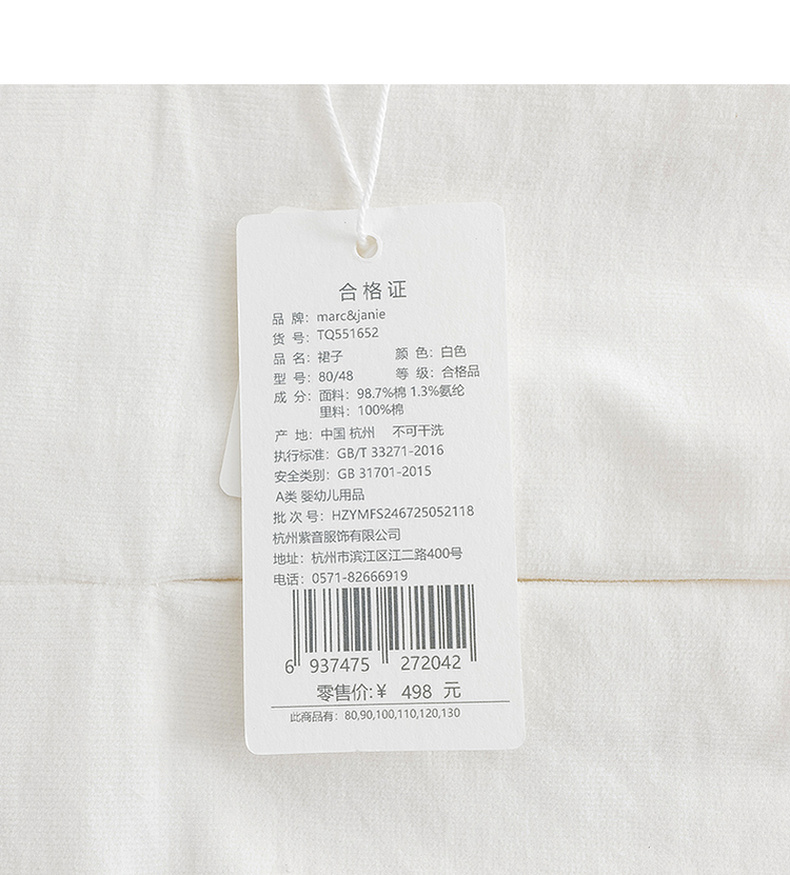 合格证
品 牌：marc&janie
货 号：TQ551652
品 名：裙子 颜 色：白色
型 号：80/48 等 级：合格品
成 分：面料：98.7%棉 1.3%氨纶
里料：100%棉
产 地：中国 杭州 不可干洗
执行标准：GB/T 33271-2016
安全类别：GB 31701-2015
A类 婴幼儿用品
批 次 号：HZYMFS246725052118
杭州紫音服饰有限公司
地址：杭州市滨江区江二路400号
电话：0571-82666919
6 937475 272042
零售价:¥ 498 元
此商品有：80,90,100,110,120,130